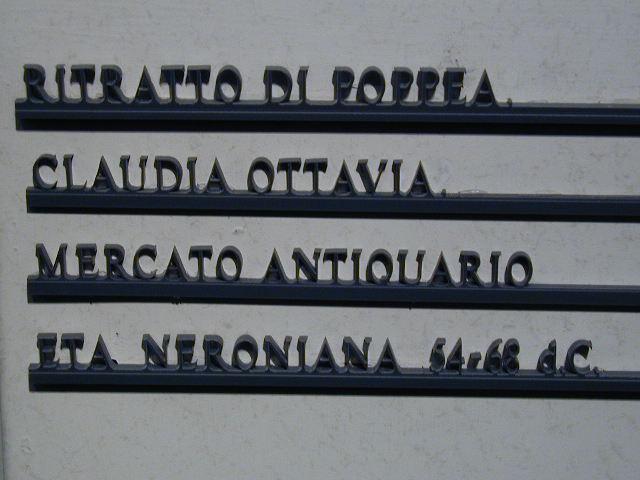 RITRATTO DI POPPEA.
CLAUDIA OTTAVIA.
MERCATO ANTIQUARIO
ETA NERONIANA 54-68 d.C.